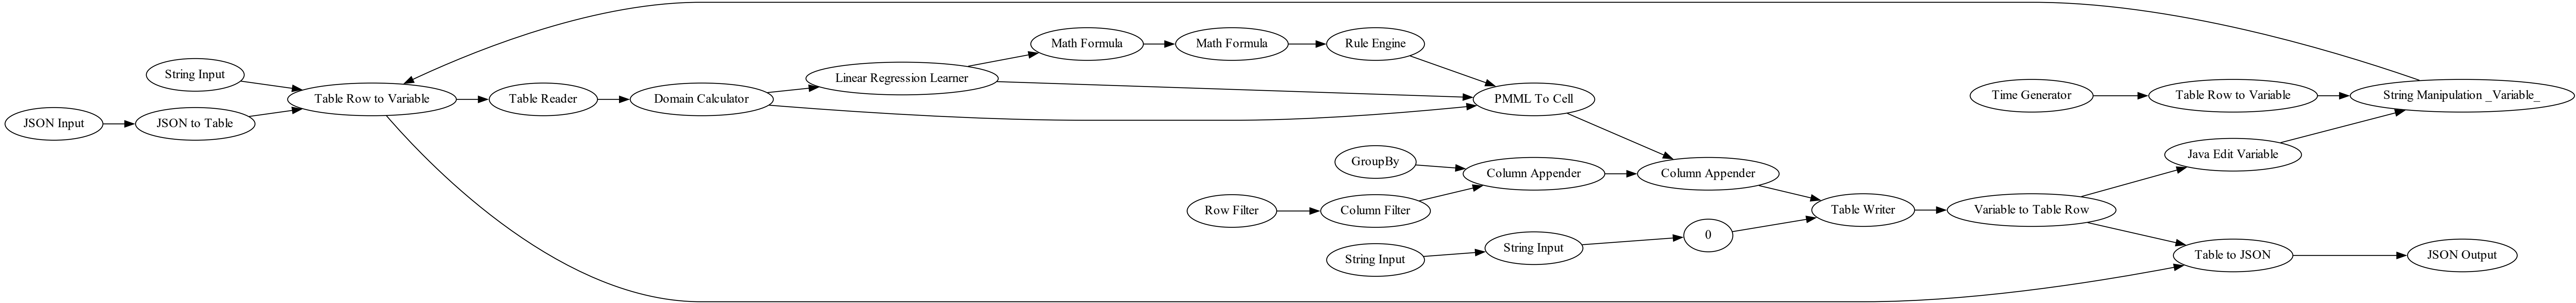 Math Formula
Math Formula
Rule Engine
String Input
Linear Regression Learner
Table Row to Variable
Table Reader
Domain Calculator
PMML To Cell
Time Generator
Table Row to Variable
String Manipulation _Variable_
JSON Input
JSON to Table
GroupBy
Java Edit Variable
Column Appender
Column Appender
Row Filter
Column Filter
Table Writer
Variable to Table Row
0
String Input
String Input
Table to JSON
JSON Output